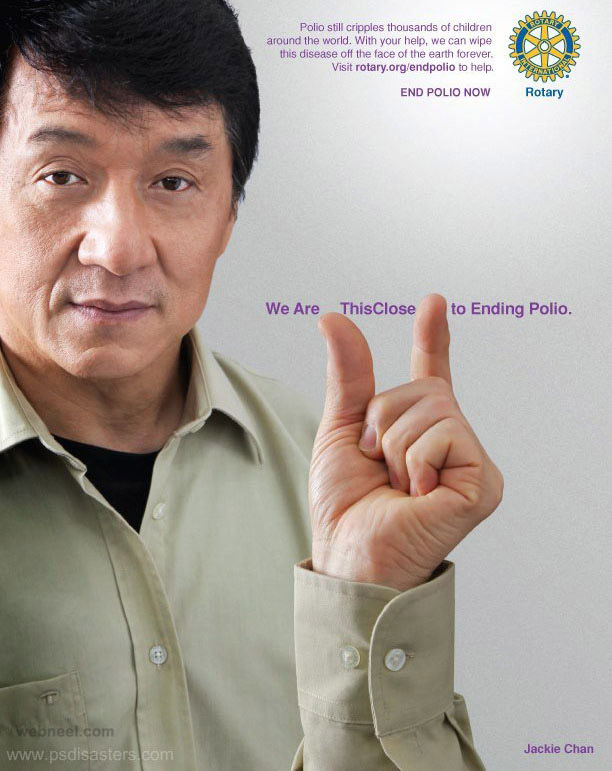 Polio still cripples thousands of children
around the world. With your help, we can wipe
this disease off the face of the earth forever.
Visit rotary.org/endpolio to help.
END POLIO NOW
ROTARY
INTERNATIONAL
Rotary
We Are ThisClose to Ending Polio.
webneel.com
www.psdisasters.com
Jackie Chan